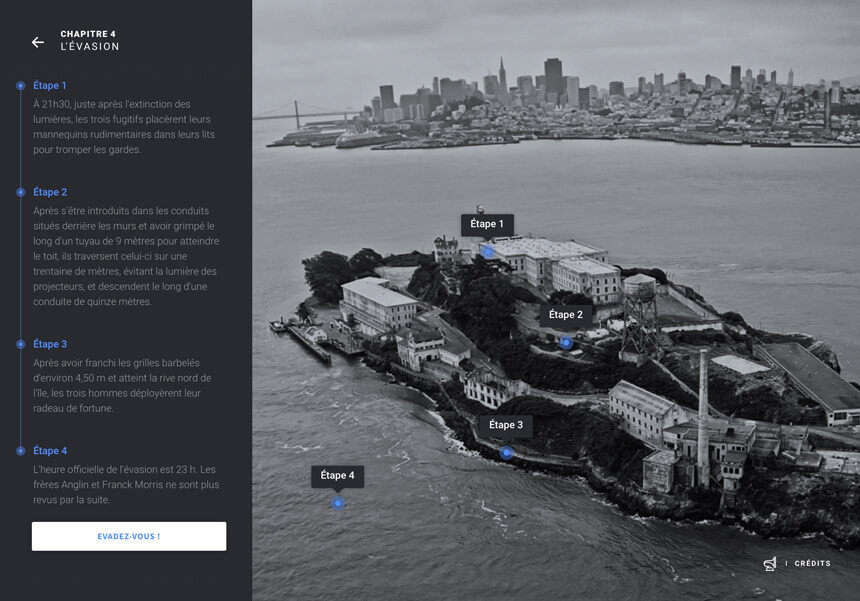 CHAPITRE 4
L'ÉVASION
Étape 1
À 21h30, juste après l'extinction des
lumières, les trois fugitifs placèrent leurs
mannequins rudimentaires dans leurs lits
pour tromper les gardes.
Étape 2
Après s'être introduits dans les conduits
situés derrière les murs et avoir grimpé le
long d'un tuyau de 9 mètres pour atteindre
le toit, ils traversent celui-ci sur une
trentaine de mètres, évitant la lumière des
projecteurs, et descendent le long d'une
conduite de quinze mètres.
Étape 3
Après avoir franchi les grilles barbelés
d'environ 4,50 m et atteint la rive nord de
l'île, les trois hommes déployèrent leur
radeau de fortune.
Étape 4
L'heure officielle de l'évasion est 23 h. Les
frères Anglin et Franck Morris ne sont plus
revus par la suite.
EVADEZ-VOUS !
Étape 1
Étape 2
Étape 3
Étape 4
| CRÉDITS